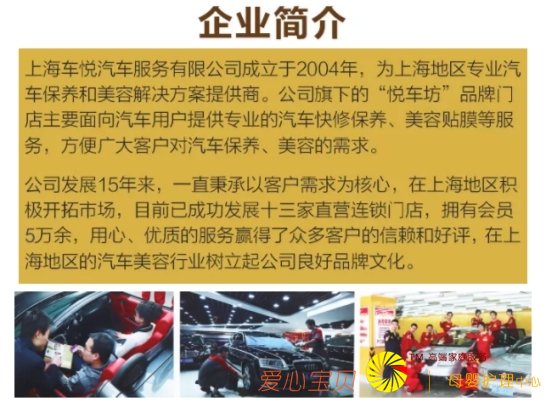 企业简介
上海车悦汽车服务有限公司成立于2004年，为上海地区专业汽
车保养和美容解决方案提供商。公司旗下的“悦车坊”品牌门
店主要面向汽车用户提供专业的汽车快修保养、美容贴膜等服
务，方便广大客户对汽车保养、美容的需求。
公司发展15年来，一直秉承以客户需求为核心，在上海地区积
极开拓市场，目前已成功发展十三家直营连锁门店，拥有会员
5万余，用心、优质的服务赢得了众多客户的信赖和好评，在上
海地区的汽车美容行业树立起公司良好品牌文化。
TM 高端家政服务
爱心宝贝 母婴护理中心